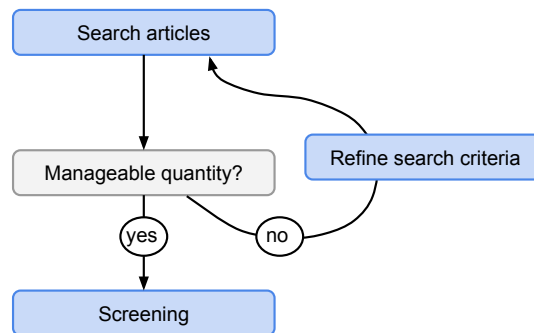 Search articles
Manageable quantity?
Refine search criteria
yes
no
Screening